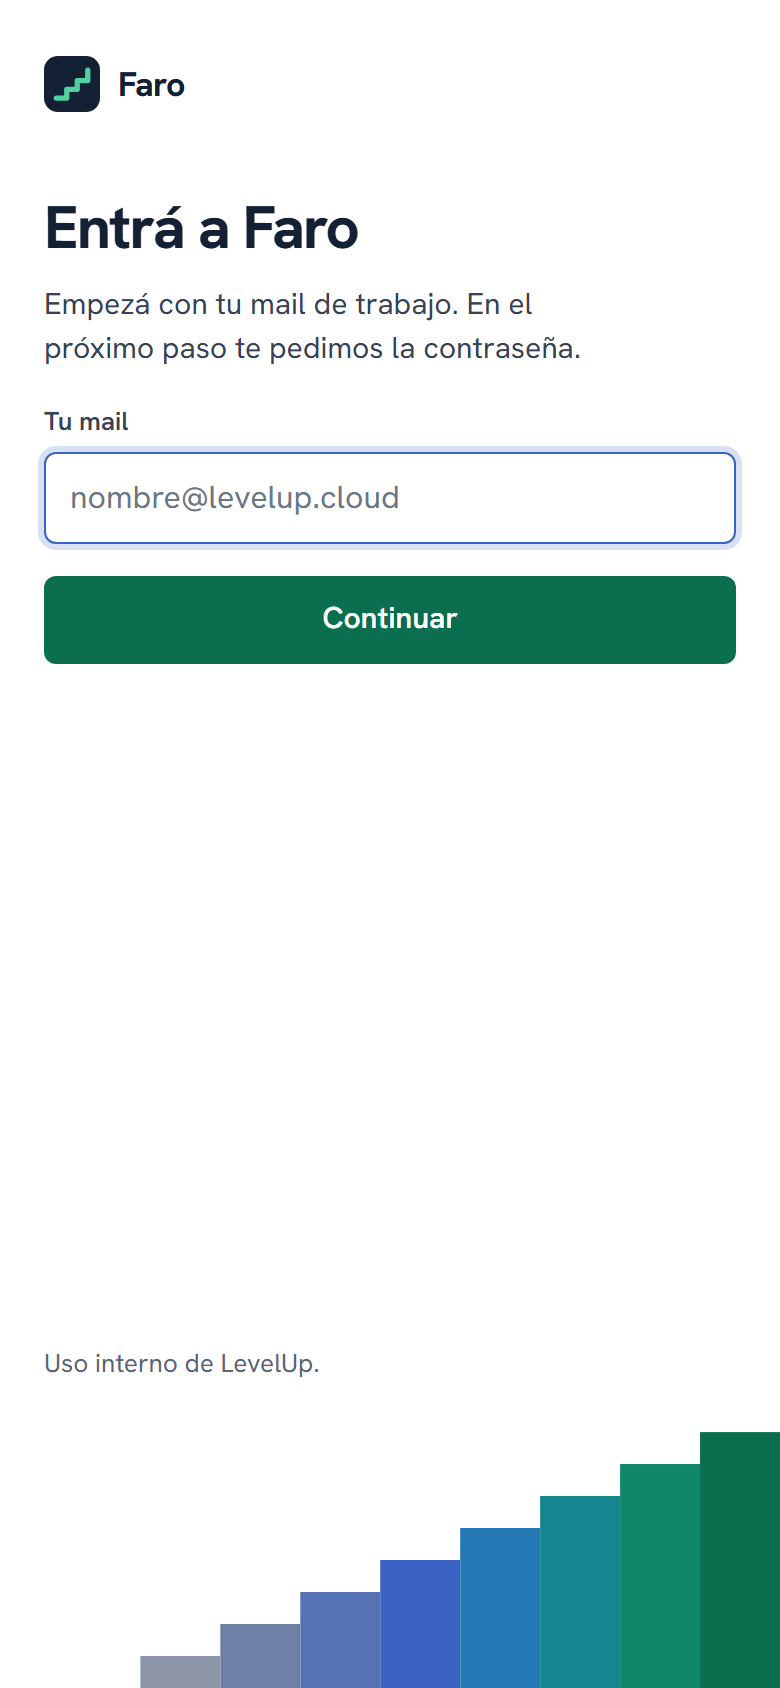 Faro
Entrá a Faro
Empezá con tu mail de trabajo. En el
próximo paso te pedimos la contraseña.
Tu mail
nombre@levelup.cloud
Continuar
Uso interno de LevelUp.